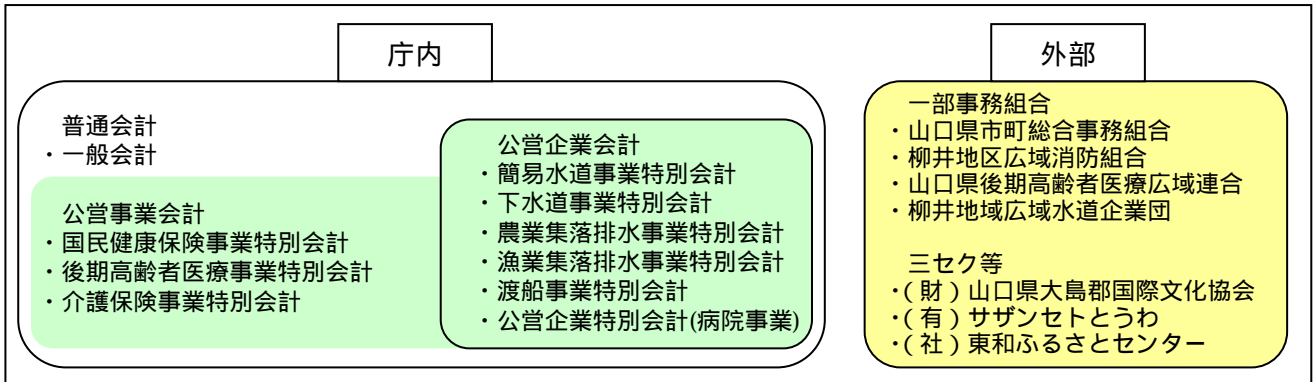 庁内
普通会計
・一般会計
公営事業会計
・国民健康保険事業特別会計
・後期高齢者医療事業特別会計
・介護保険事業特別会計
公営企業会計
・簡易水道事業特別会計
・下水道事業特別会計
・農業集落排水事業特別会計
・漁業集落排水事業特別会計
・渡船事業特別会計
・公営企業特別会計(病院事業)
外部
一部事務組合
・山口県市町総合事務組合
・柳井地区広域消防組合
・山口県後期高齢者医療広域連合
・柳井地域広域水道企業団
三セク等
・(財)山口県大島郡国際文化協会
・(有)サザンセトとうわ
・(社)東和ふるさとセンター